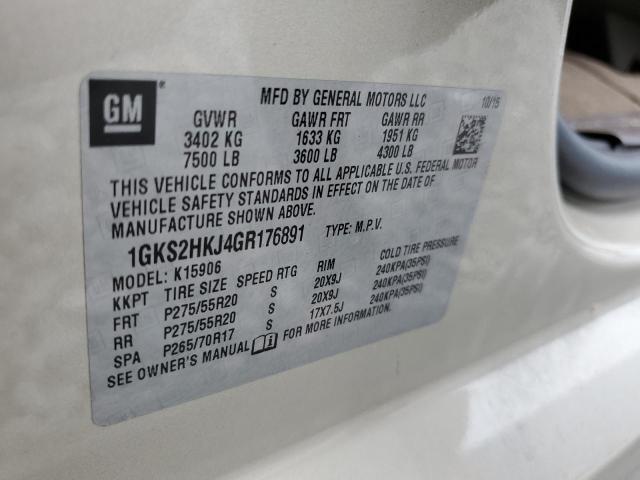 GM ®
MFD BY GENERAL MOTORS LLC 10/15
GVWR GAWR FRT GAWR RR
3402 KG 1633 KG 1951 KG
7500 LB 3600 LB 4300 LB
THIS VEHICLE CONFORMS TO ALL APPLICABLE U.S. FEDERAL MOTOR
VEHICLE SAFETY STANDARDS IN EFFECT ON THE DATE OF
MANUFACTURE SHOWN ABOVE.
1GKS2HKJ4GR176891 TYPE: M.P.V.
MODEL: K15906
KKPT TIRE SIZE SPEED RTG RIM COLD TIRE PRESSURE
FRT P275/55R20 S 20X9J 240KPA(35PSI)
RR P275/55R20 S 20X9J 240KPA(35PSI)
SPA P265/70R17 S 17X7.5J 240KPA(35PSI)
SEE OWNER'S MANUAL FOR MORE INFORMATION.